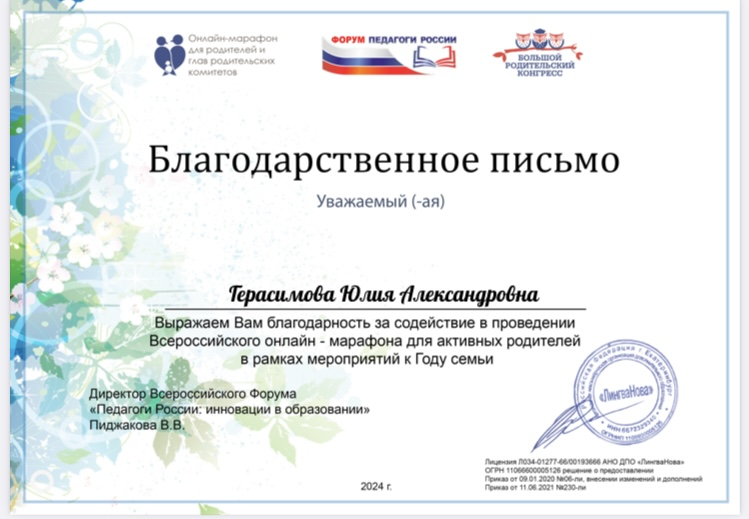 Онлайн-марафон
для родителей и
глав родительских
комитетов
ФОРУМ ПЕДАГОГИ РОССИИ
БОЛЬШОЙ
РОДИТЕЛЬСКИЙ
КОНГРЕСС
Благодарственное письмо
Уважаемый (-ая)
Герасимова Юлия Александровна
Выражаем Вам благодарность за содействие в проведении
Всероссийского онлайн - марафона для активных родителей
в рамках мероприятий к Году семьи
Директор Всероссийского Форума
«Педагоги России: инновации в образовании»
Пиджакова В.В.
«ЛингваНова»
Лицензия Л034-01277-66/00193666 АНО ДПО «ЛингваНова»
ОГРН 11066600005126 решение о предоставлении
Приказ от 09.01.2020 №06-ли, внесении изменений и дополнений
Приказ от 11.06.2021 №230-ли
2024 г.